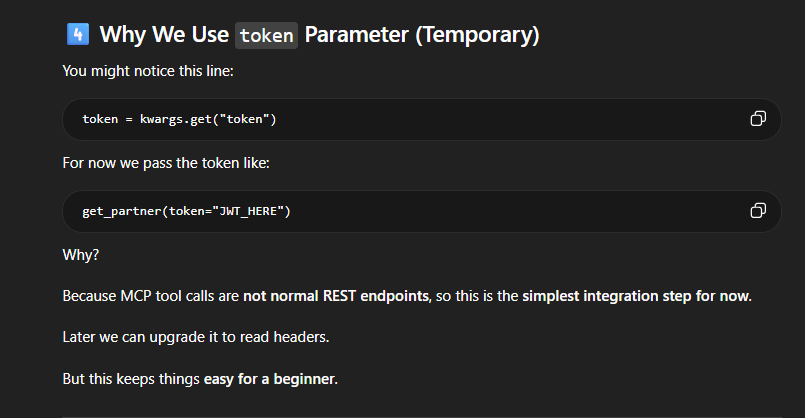 4 Why We Use token Parameter (Temporary)
You might notice this line:
token = kwargs.get("token")
For now we pass the token like:
get_partner(token="JWT_HERE")
Why?
Because MCP tool calls are not normal REST endpoints, so this is the simplest integration step for now.
Later we can upgrade it to read headers.
But this keeps things easy for a beginner.